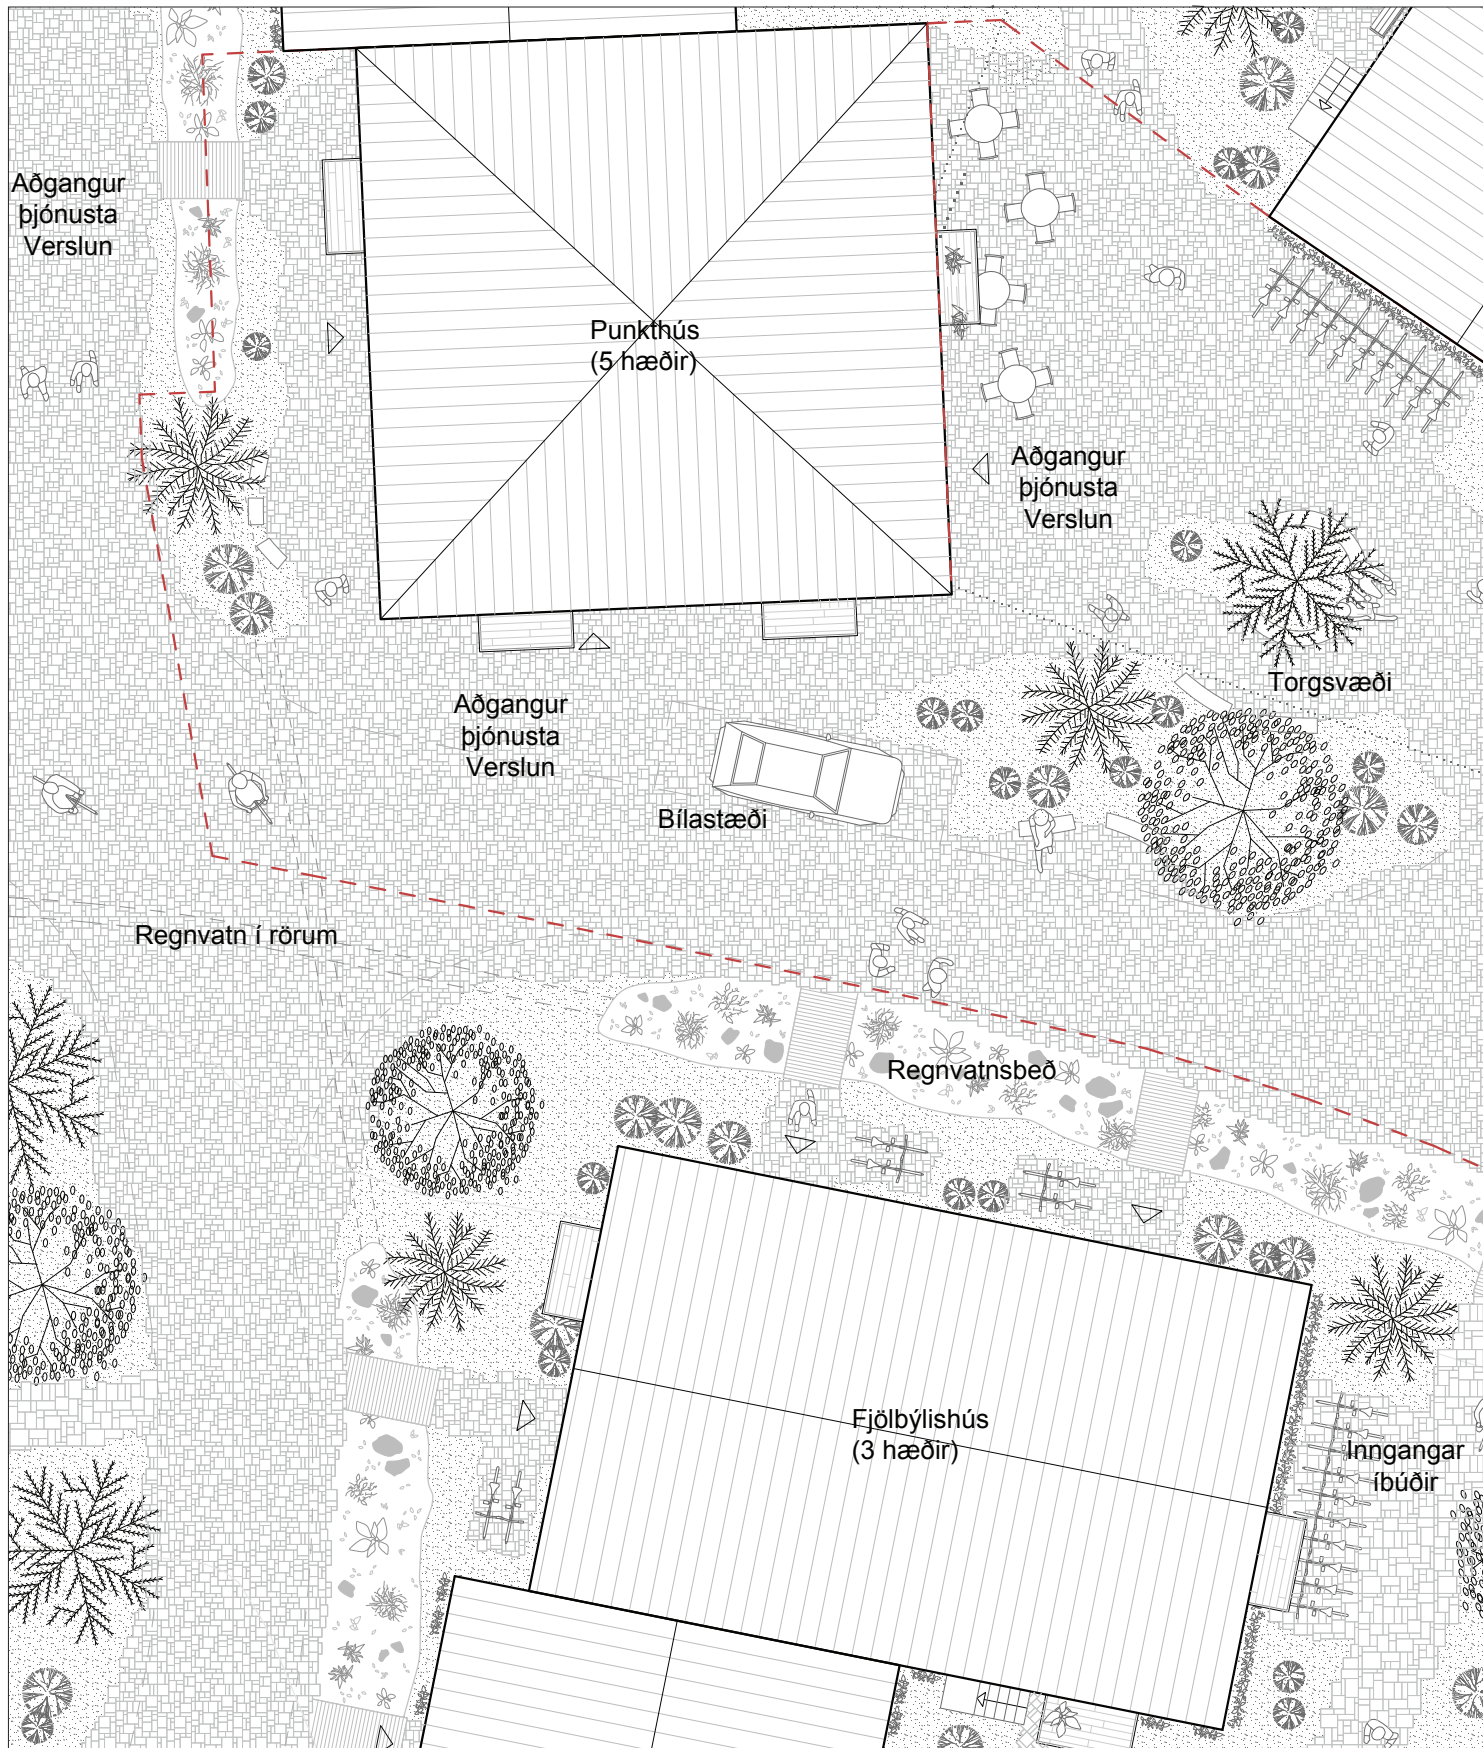 Aðgangur
þjónusta
Verslun
Punkthús
(5 hæðir)
Aðgangur
þjónusta
Verslun
Torgsvæði
Aðgangur
þjónusta
Verslun
Bílastæði
Regnvatn í rörum
Regnvatnsbeð
Fjölbýlishús
(3 hæðir)
Inngangar
íbúðir